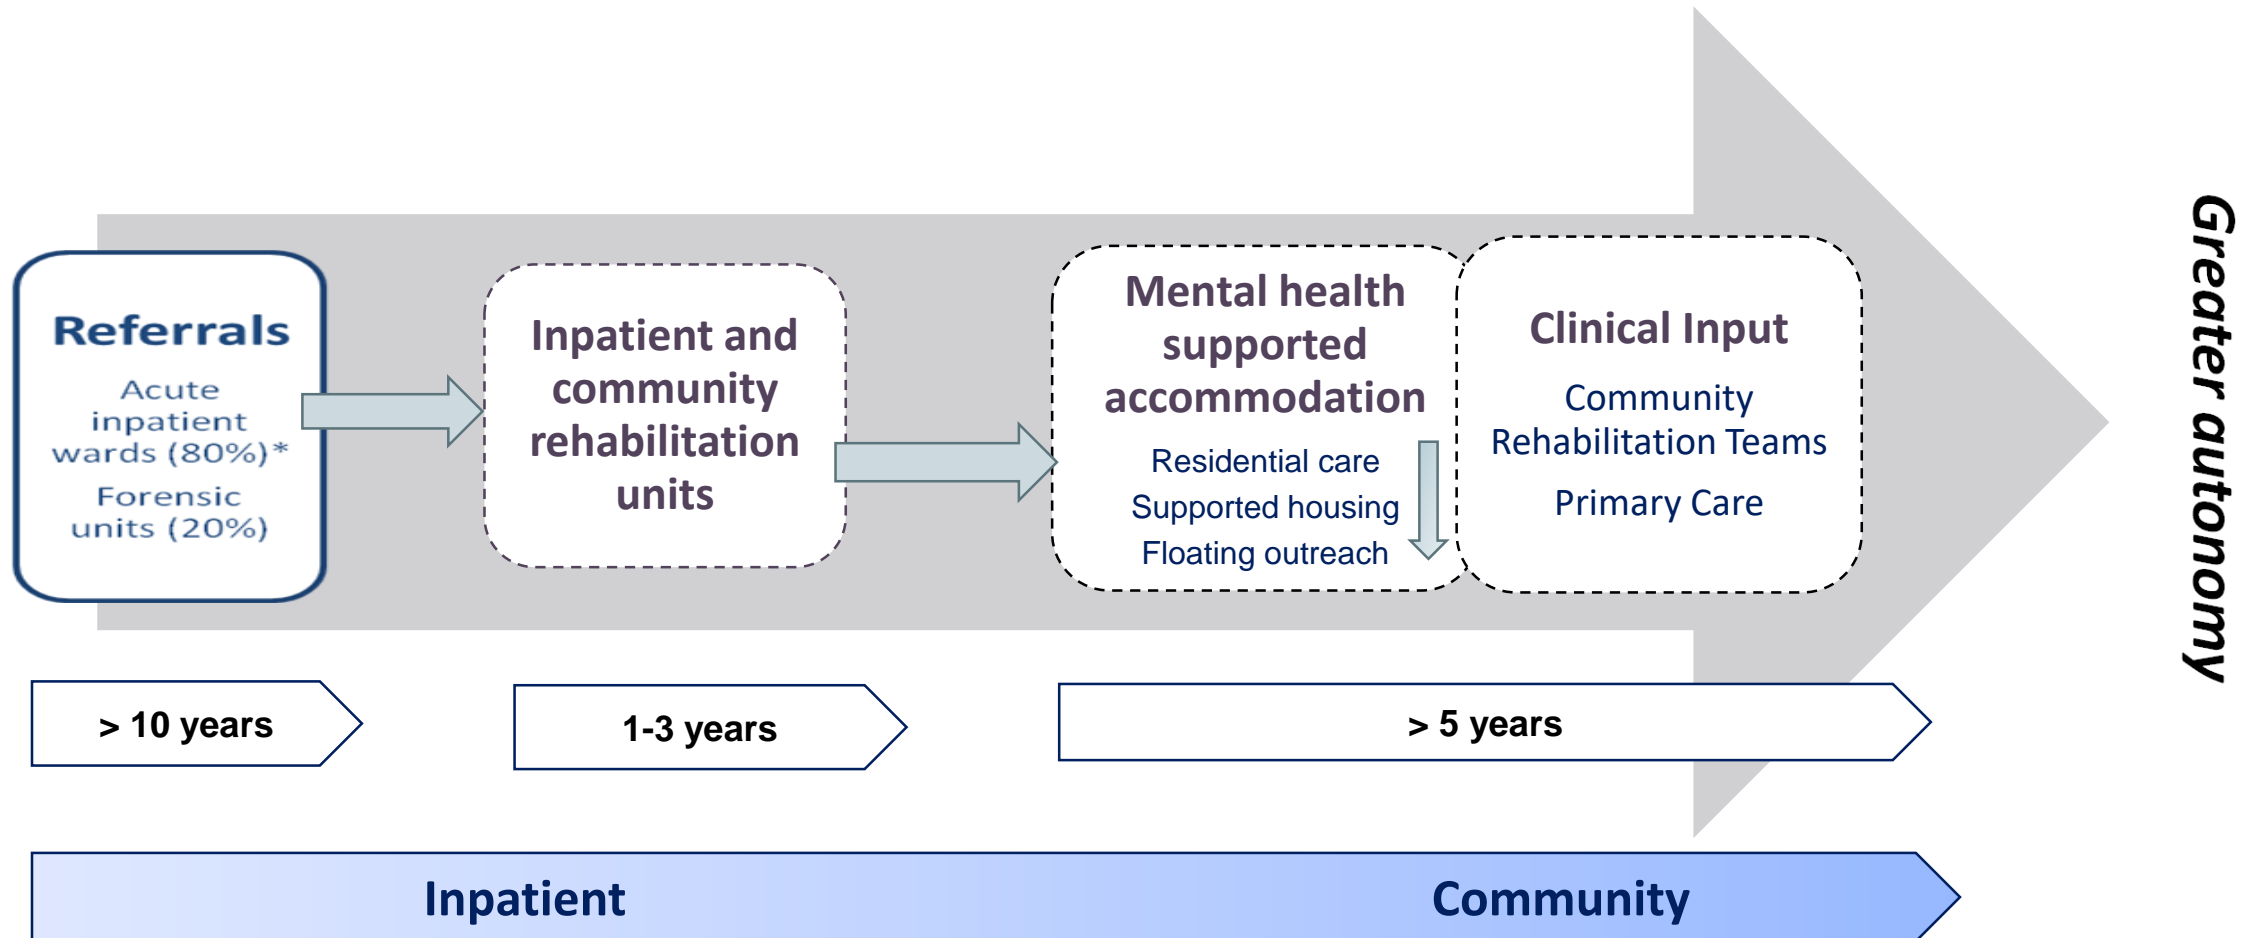 Referrals
Acute
inpatient
wards (80%)*
Forensic
units (20%)
Inpatient and
community
rehabilitation
units
Mental health
supported
accommodation
Residential care
Supported housing
Floating outreach
Clinical Input
Community
Rehabilitation Teams
Primary Care
Greater autonomy
> 10 years
1-3 years
> 5 years
Inpatient
Community